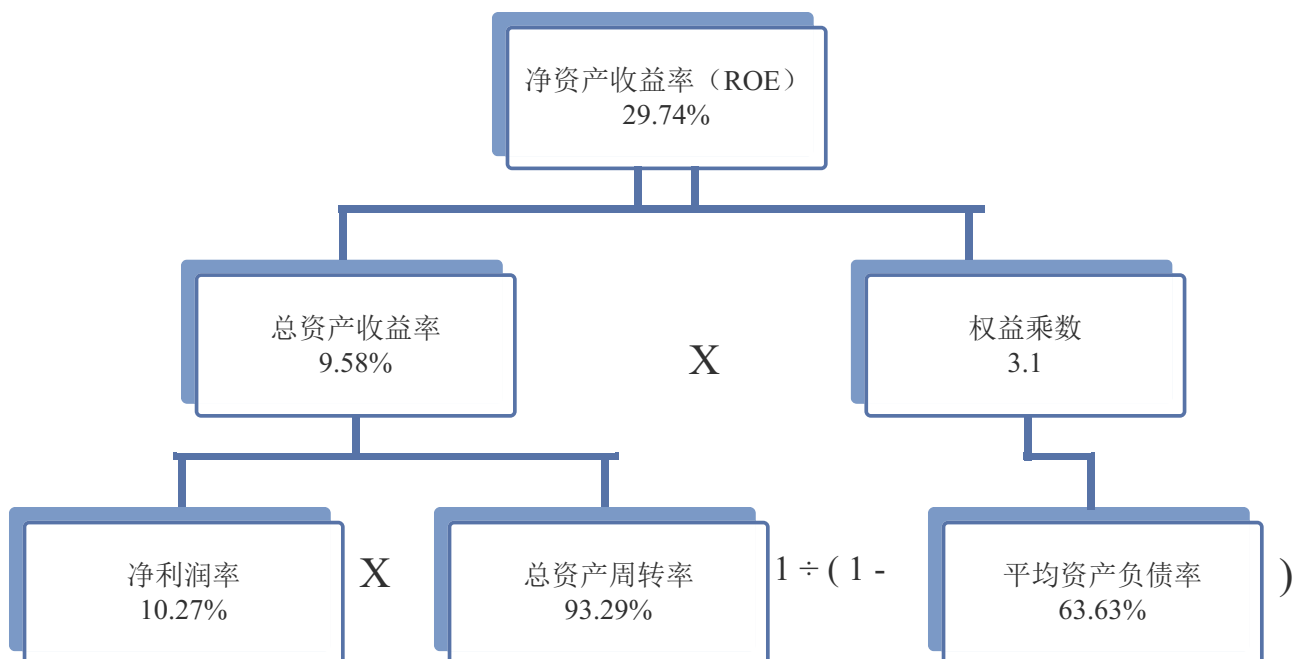 净资产收益率（ROE）
29.74%
总资产收益率
9.58%
X
权益乘数
3.1
净利润率
10.27%
X
总资产周转率
93.29%
1 ÷ ( 1 -
平均资产负债率
63.63%
)